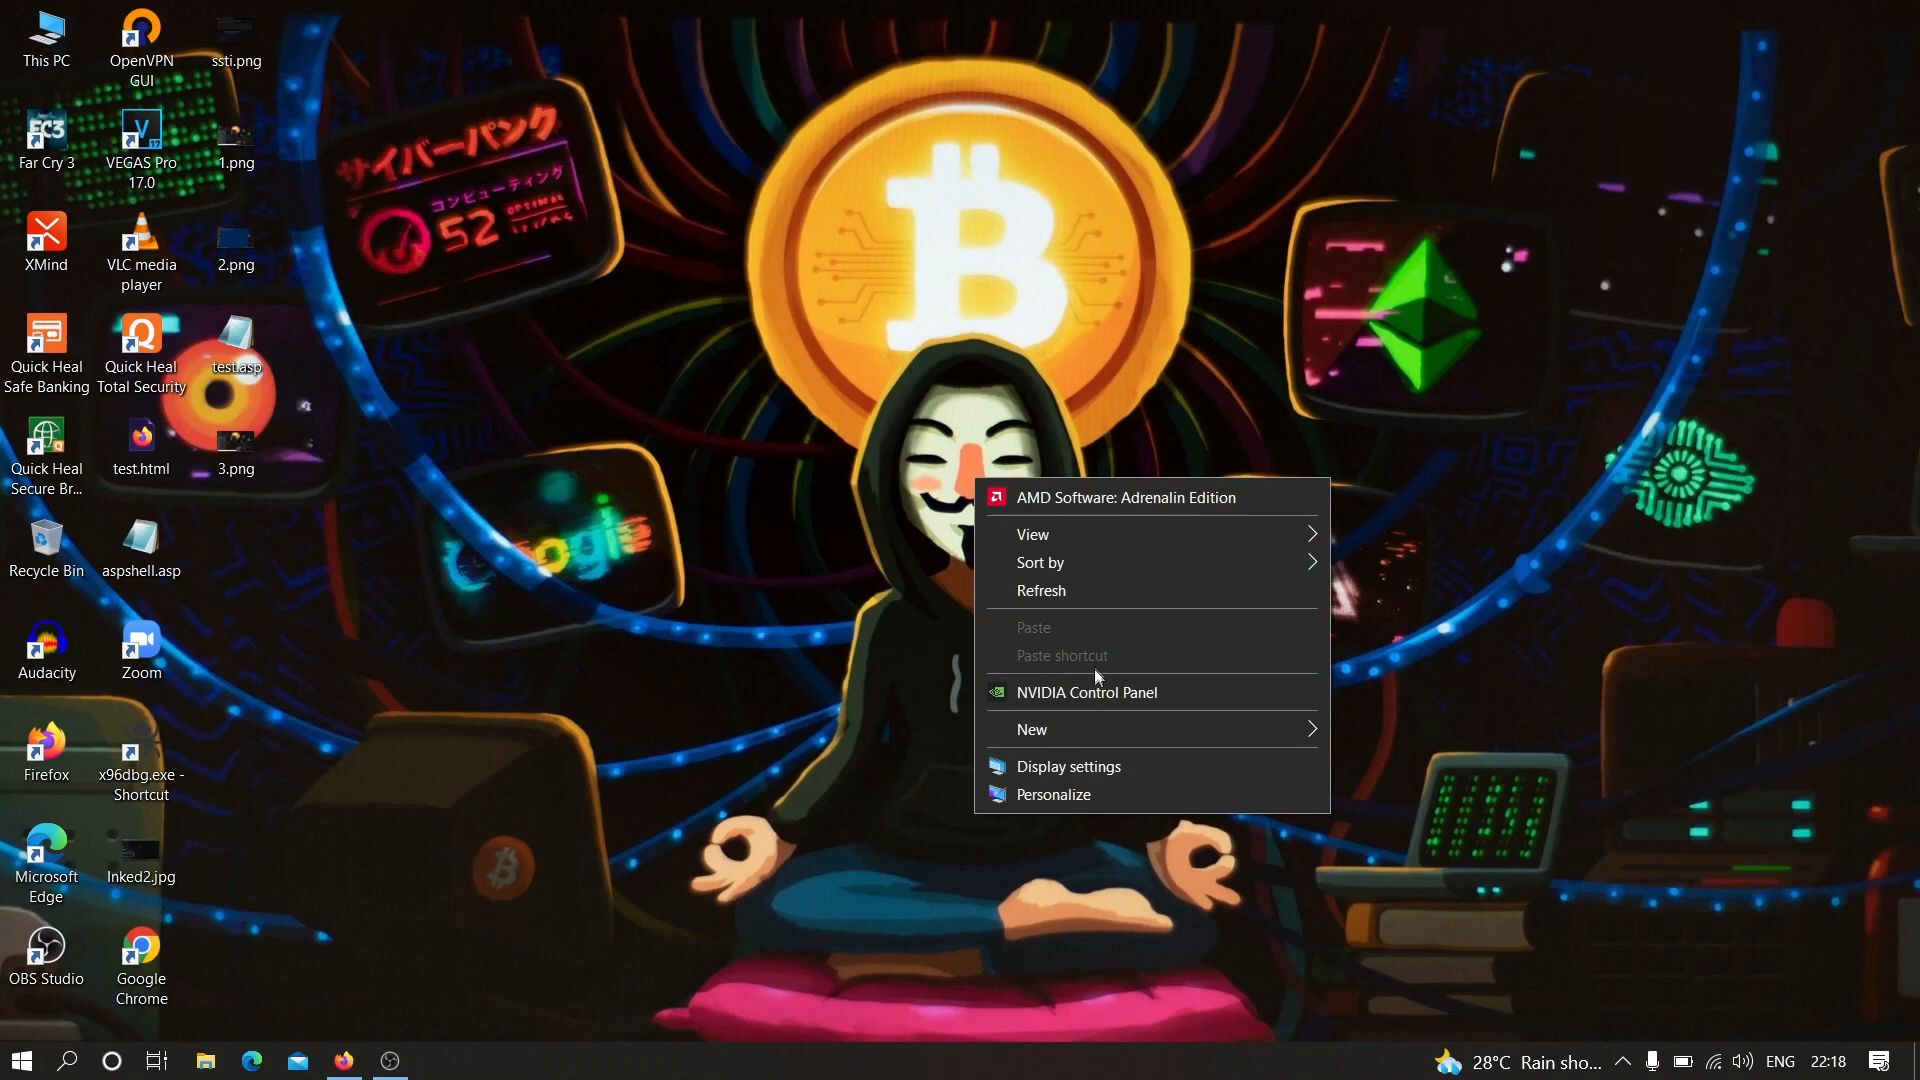 This PC
OpenVPN
GUI
ssti.png
Far Cry 3
VEGAS Pro
17.0
1.png
XMind
VLC media
player
2.png
Quick Heal
Safe Banking
Quick Heal
Total Security
test.asp
Quick Heal
Secure Br...
test.html
3.png
Recycle Bin
aspshell.asp
Audacity
Zoom
Firefox
x96dbg.exe -
Shortcut
Microsoft
Edge
Inked2.jpg
OBS Studio
Google
Chrome
サイバーパンク
コンピューティング
52
OPTIMAL
Google
AMD Software: Adrenalin Edition
View
Sort by
Refresh
Paste
Paste shortcut
NVIDIA Control Panel
New
Display settings
Personalize
28°C Rain sho...
ENG
22:18